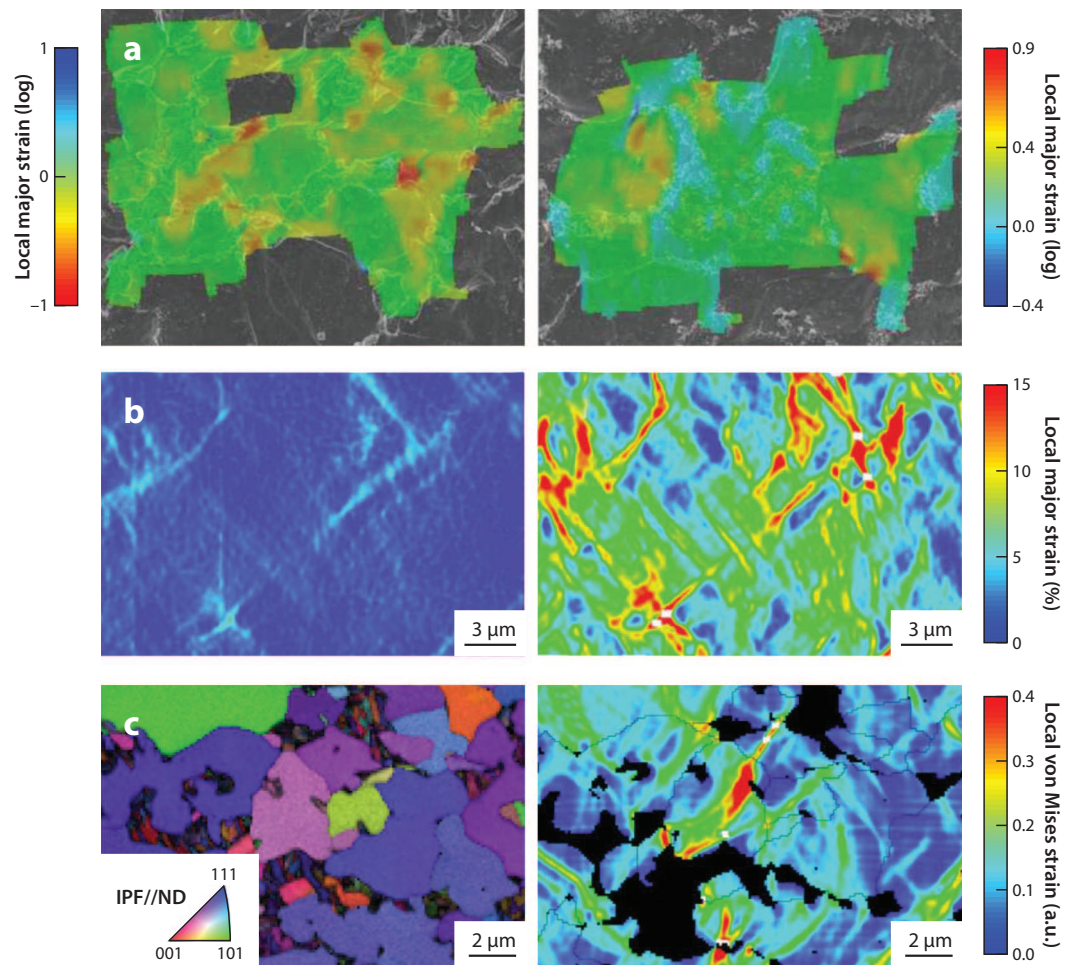 a
1
0
–1
Local major strain (log)
0.9
0.4
0.0
–0.4
Local major strain (log)
b
3 μm
3 μm
15
10
5
0
Local major strain (%)
c
IPF//ND
111
001
101
2 μm
2 μm
0.4
0.3
0.2
0.1
0.0
Local von Mises strain (a.u.)